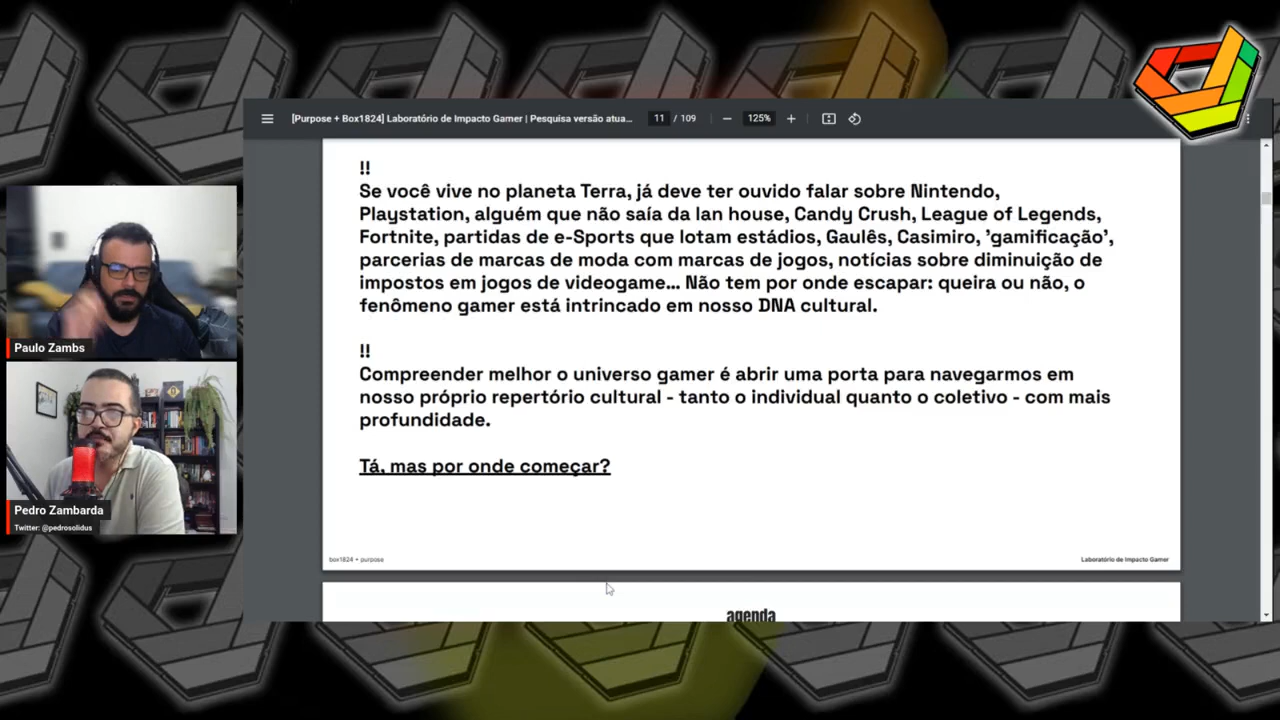 [Purpose + Box1824] Laboratório de Impacto Gamer | Pesquisa versão atua...
11 / 109
125%
!!
Se você vive no planeta Terra, já deve ter ouvido falar sobre Nintendo,
Playstation, alguém que não saía da lan house, Candy Crush, League of Legends,
Fortnite, partidas de e-Sports que lotam estádios, Gaulês, Casimiro, 'gamificação',
parcerias de marcas de moda com marcas de jogos, notícias sobre diminuição de
impostos em jogos de videogame... Não tem por onde escapar: queira ou não, o
fenômeno gamer está intrincado em nosso DNA cultural.
!!
Compreender melhor o universo gamer é abrir uma porta para navegarmos em
nosso próprio repertório cultural - tanto o individual quanto o coletivo - com mais
profundidade.
Tá, mas por onde começar?
box1824 + purpose
Laboratório de Impacto Gamer
agenda
Paulo Zambs
Pedro Zambarda
Twitter: @pedrosolidus